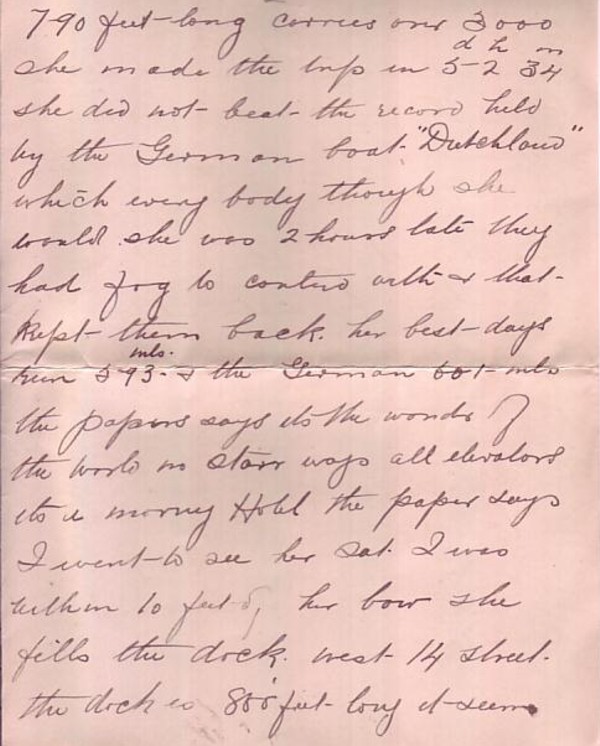 790 feet long carries over 3000
d h m
she made the trip in 5-2 34
she did not beat the record held
by the German boat "Dutchland"
which every body though she
would. she was 2 hours late they
had fog to contend with & that
kept them back. her best days
mls.
run 593 & the German 601 mls
the papers says its the wonder of
the world no stair ways all elevators
its a moving Hotel the paper says
I went to see her Sat. I was
within 10 feet of her bow she
fills the dock. west 14 street.
the dock is 800 feet long it seems